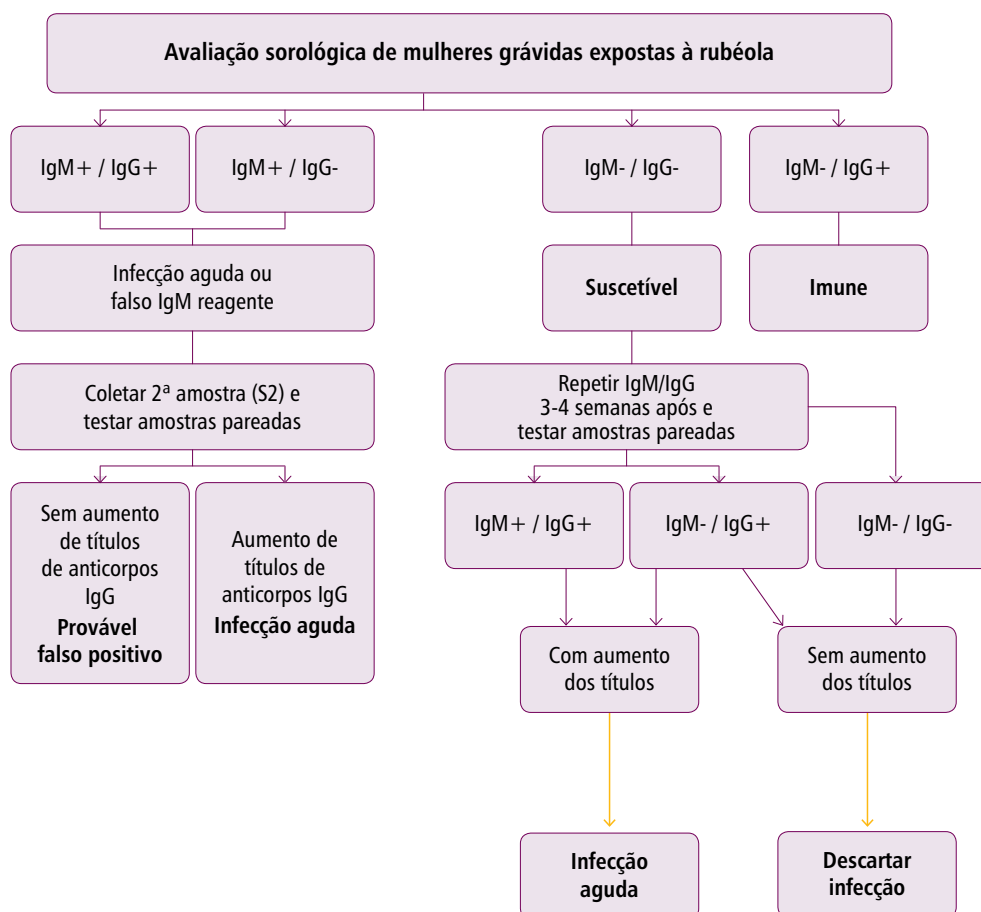 Avaliação sorológica de mulheres grávidas expostas à rubéola
IgM+ / IgG+
IgM+ / IgG-
IgM- / IgG-
IgM- / IgG+
Infecção aguda ou
falso IgM reagente
Suscetível
Imune
Coletar 2ª amostra (S2) e
testar amostras pareadas
Repetir IgM/IgG
3-4 semanas após e
testar amostras pareadas
Sem aumento
de títulos
de anticorpos
IgG
Provável
falso positivo
Aumento de
títulos de
anticorpos IgG
Infecção aguda
IgM+ / IgG+
IgM- / IgG+
IgM- / IgG-
Com aumento
dos títulos
Sem aumento
dos títulos
Infecção
aguda
Descartar
infecção